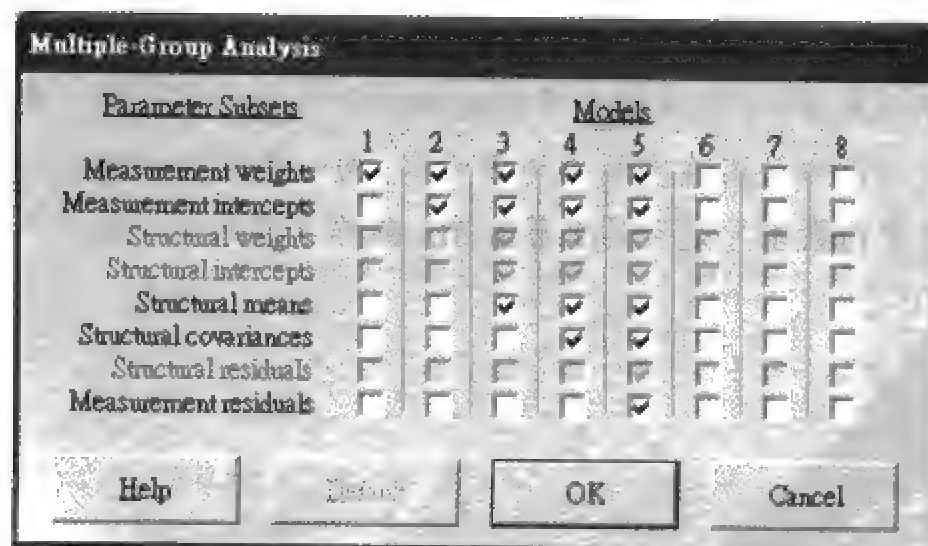 Multiple-Group Analysis
Parameter Subsets Models
1 2 3 4 5 6 7 8
Measurement weights
Measurement intercepts
Structural weights
Structural intercepts
Structural means
Structural covariances
Structural residuals
Measurement residuals
Help Default OK Cancel